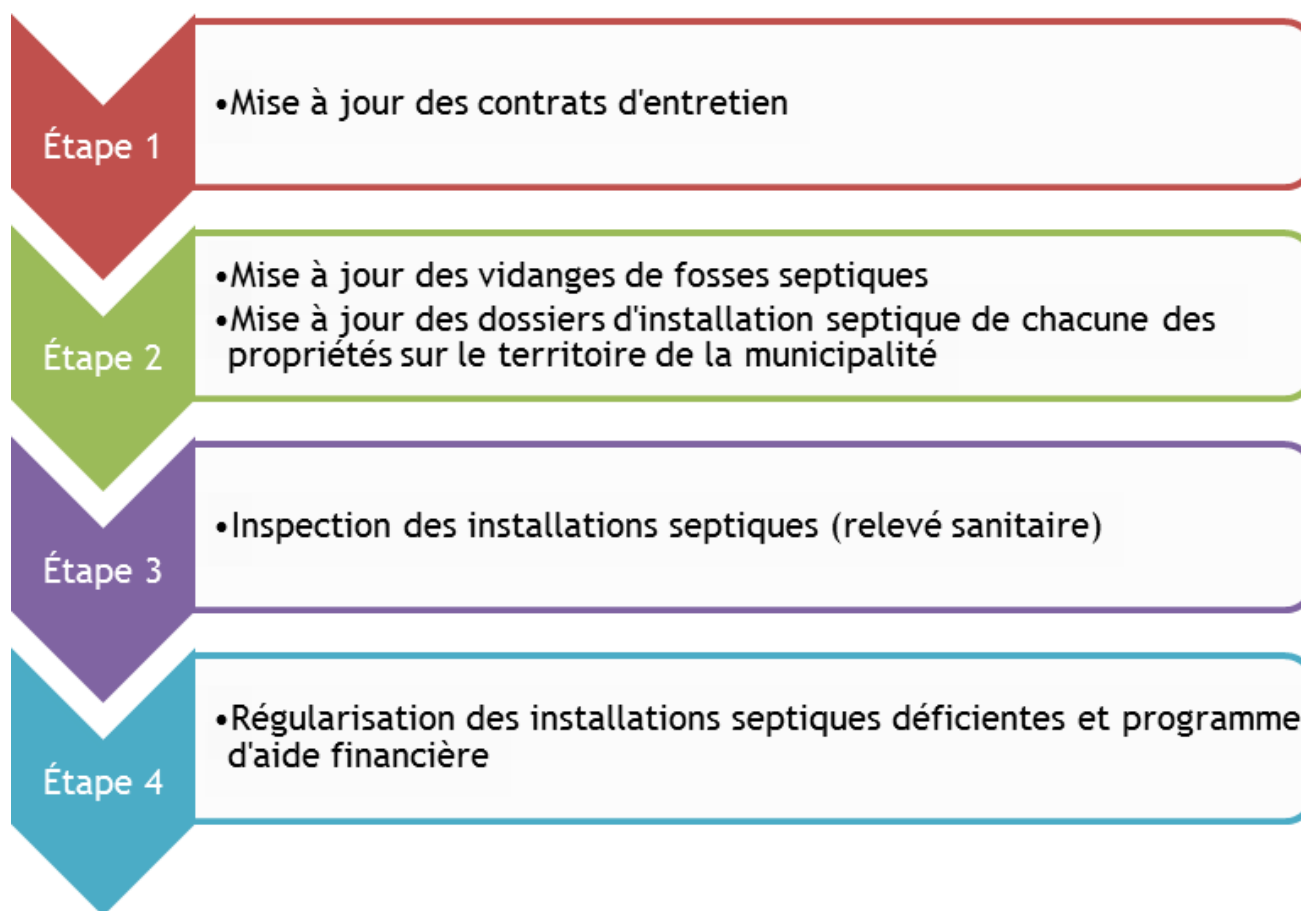 Étape 1
•Mise à jour des contrats d'entretien
Étape 2
•Mise à jour des vidanges de fosses septiques
•Mise à jour des dossiers d'installation septique de chacune des
propriétés sur le territoire de la municipalité
Étape 3
•Inspection des installations septiques (relevé sanitaire)
Étape 4
•Régularisation des installations septiques déficientes et programme
d'aide financière